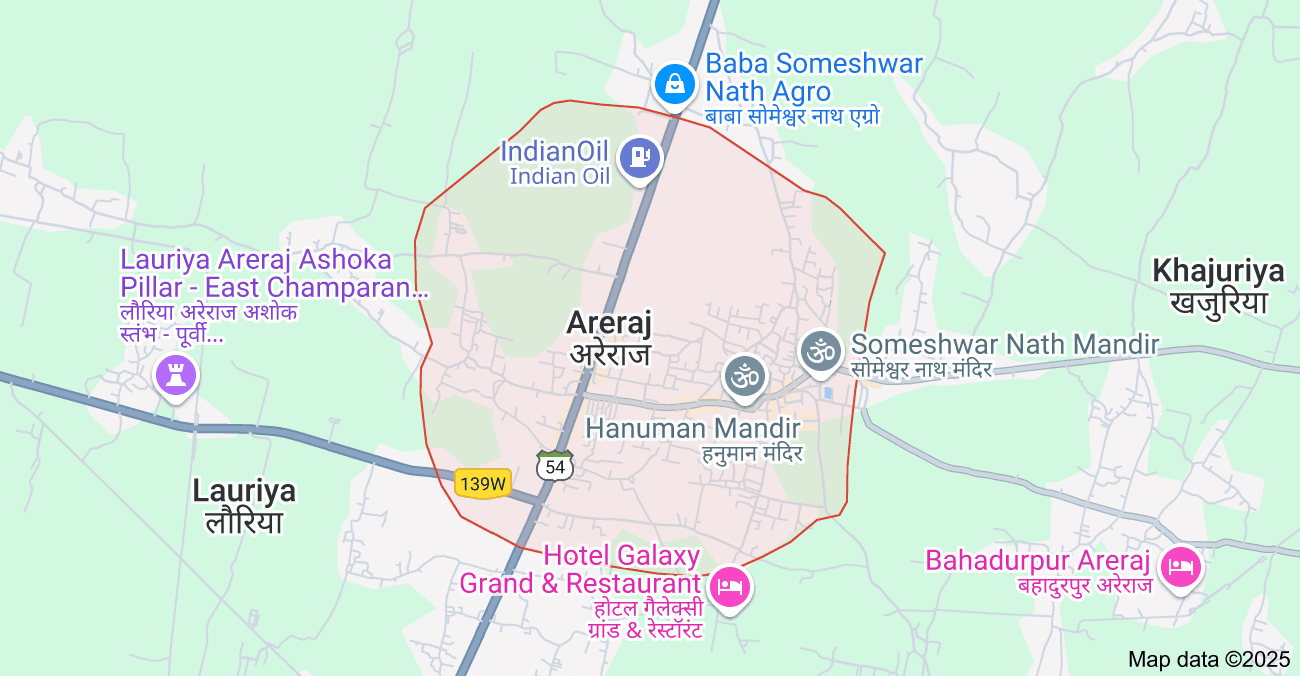 Baba Someshwar
Nath Agro
बाबा सोमेश्वर नाथ एग्रो
IndianOil
Indian Oil
Lauriya Areraj Ashoka
Pillar - East Champaran...
लौरिया अरेराज अशोक
स्तंभ - पूर्वी...
Khajuriya
खजुरिया
Areraj
अरेराज
Someshwar Nath Mandir
सोमेश्वर नाथ मंदिर
Hanuman Mandir
हनुमान मंदिर
54
139W
Lauriya
लौरिया
Hotel Galaxy
Grand & Restaurant
होटल गैलेक्सी
ग्रांड & रेस्टॉरंट
Bahadurpur Areraj
बहादुरपुर अरेराज
Map data ©2025